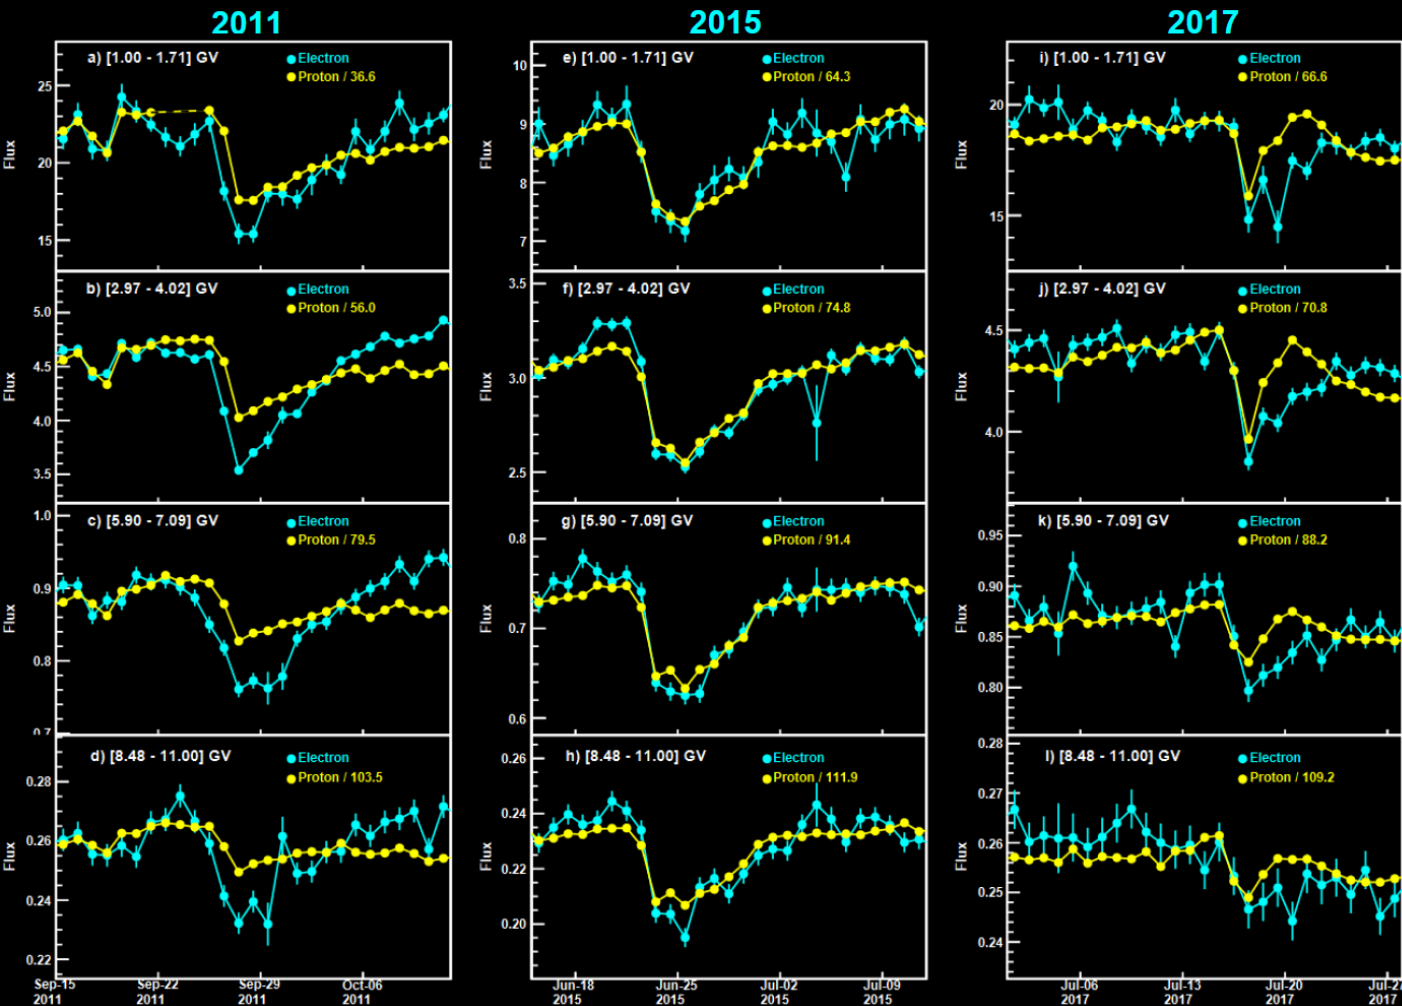 2011
2015
2017
a) [1.00 - 1.71] GV
Electron
Proton / 36.6
25
20
15
Flux
e) [1.00 - 1.71] GV
Electron
Proton / 64.3
10
9
8
7
Flux
i) [1.00 - 1.71] GV
Electron
Proton / 66.6
20
15
Flux
b) [2.97 - 4.02] GV
Electron
Proton / 56.0
5.0
4.5
4.0
3.5
Flux
f) [2.97 - 4.02] GV
Electron
Proton / 74.8
3.5
3.0
2.5
Flux
j) [2.97 - 4.02] GV
Electron
Proton / 70.8
4.5
4.0
Flux
c) [5.90 - 7.09] GV
Electron
Proton / 79.5
1.0
0.9
0.8
0.7
Flux
g) [5.90 - 7.09] GV
Electron
Proton / 91.4
0.8
0.7
0.6
Flux
k) [5.90 - 7.09] GV
Electron
Proton / 88.2
0.95
0.90
0.85
0.80
Flux
d) [8.48 - 11.00] GV
Electron
Proton / 103.5
0.28
0.26
0.24
0.22
Flux
h) [8.48 - 11.00] GV
Electron
Proton / 111.9
0.26
0.24
0.22
0.20
Flux
l) [8.48 - 11.00] GV
Electron
Proton / 109.2
0.28
0.27
0.26
0.25
0.24
Flux
Sep-15 Sep-22 Sep-29 Oct-06
2011 2011 2011 2011
Jun-18 Jun-25 Jul-02 Jul-09
2015 2015 2015 2015
Jul-06 Jul-13 Jul-20 Jul-27
2017 2017 2017 2017